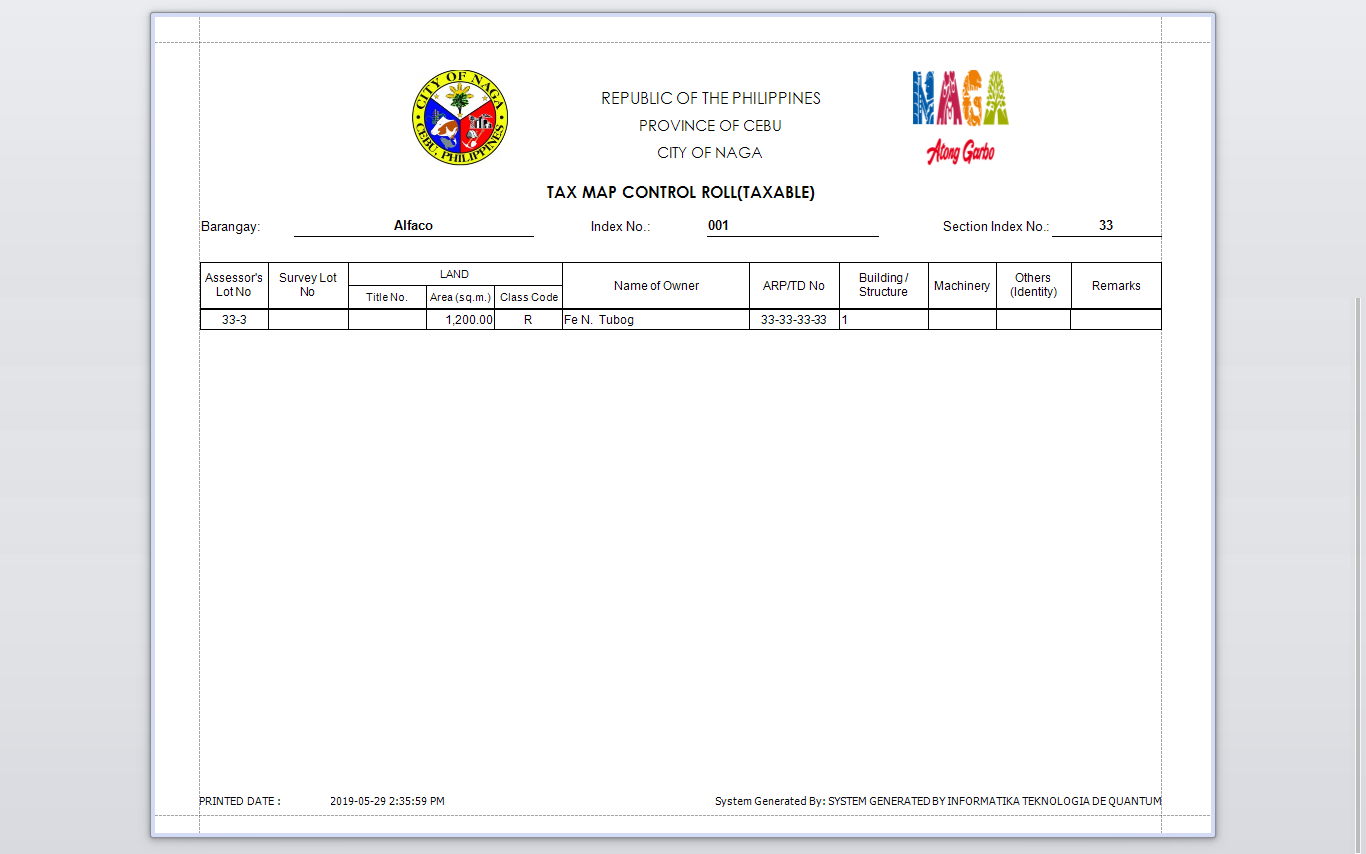 CITY OF NAGA
CEBU, PHILIPPINES
REPUBLIC OF THE PHILIPPINES
PROVINCE OF CEBU
CITY OF NAGA
NAGA
Atong Garbo
TAX MAP CONTROL ROLL(TAXABLE)
Barangay: Alfaco Index No.: 001 Section Index No.: 33
Assessor's Lot No Survey Lot No LAND Name of Owner ARP/TD No Building / Structure Machinery Others (Identity) Remarks
Title No. Area (sq.m.) Class Code
33-3 1,200.00 R Fe N. Tubog 33-33-33-33 1
PRINTED DATE : 2019-05-29 2:35:59 PM System Generated By: SYSTEM GENERATED BY INFORMATIKA TEKNOLOGIA DE QUANTUM